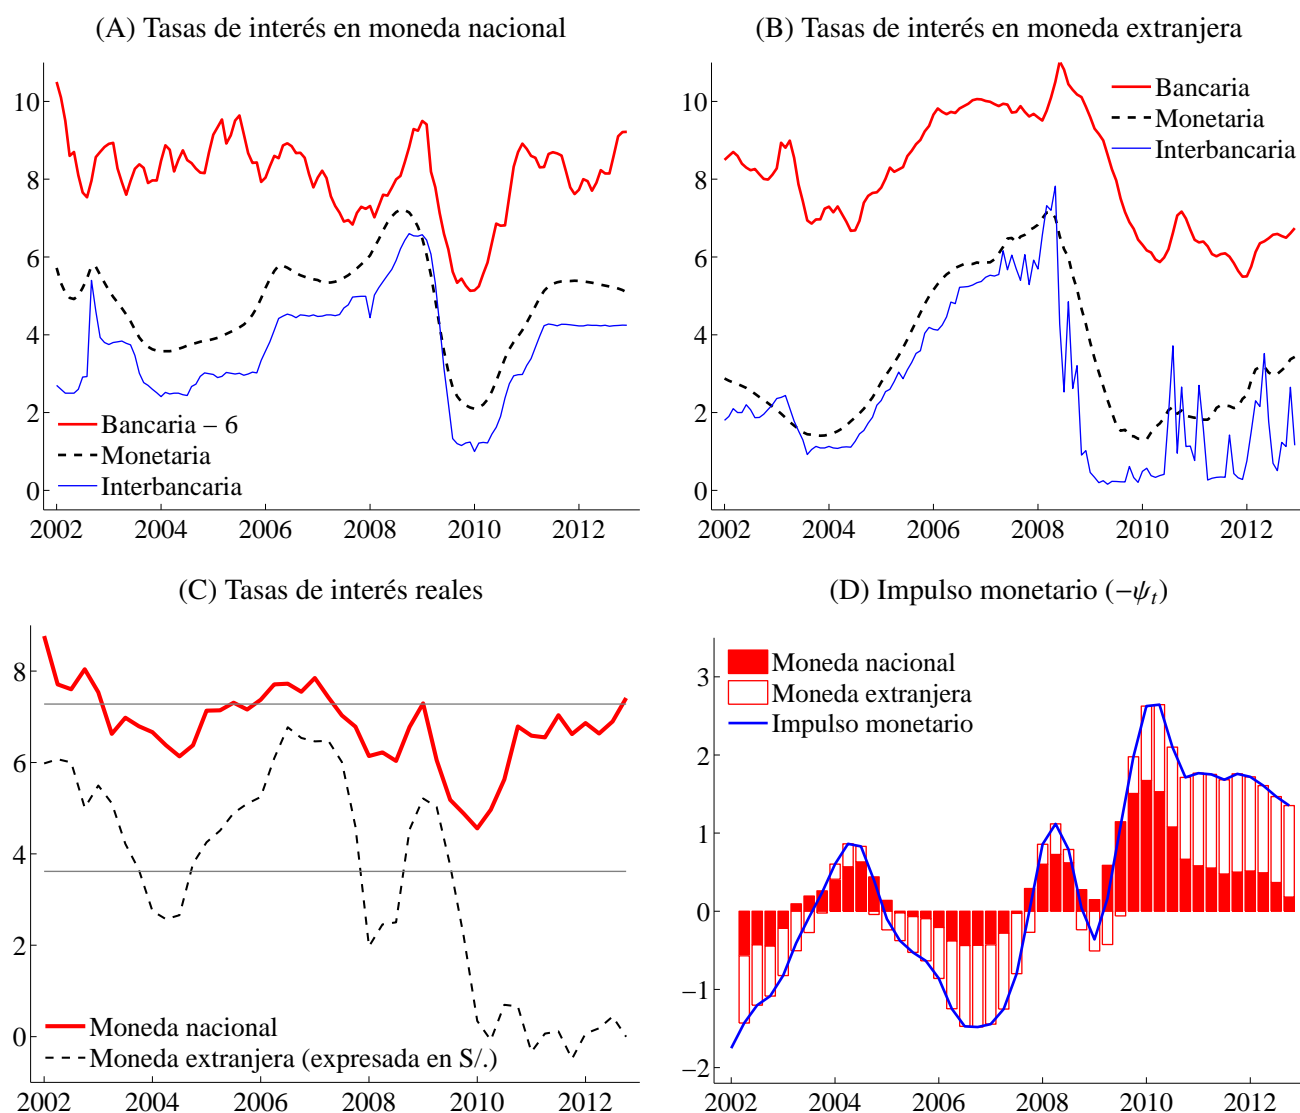 (A) Tasas de interés en moneda nacional
10
8
6
4
2
0
Bancaria – 6
Monetaria
Interbancaria
2002 2004 2006 2008 2010 2012
(B) Tasas de interés en moneda extranjera
10
8
6
4
2
0
Bancaria
Monetaria
Interbancaria
2002 2004 2006 2008 2010 2012
(C) Tasas de interés reales
8
6
4
2
0
Moneda nacional
Moneda extranjera (expresada en S/.)
2002 2004 2006 2008 2010 2012
(D) Impulso monetario (−ψt)
3
2
1
0
−1
−2
Moneda nacional
Moneda extranjera
Impulso monetario
2002 2004 2006 2008 2010 2012